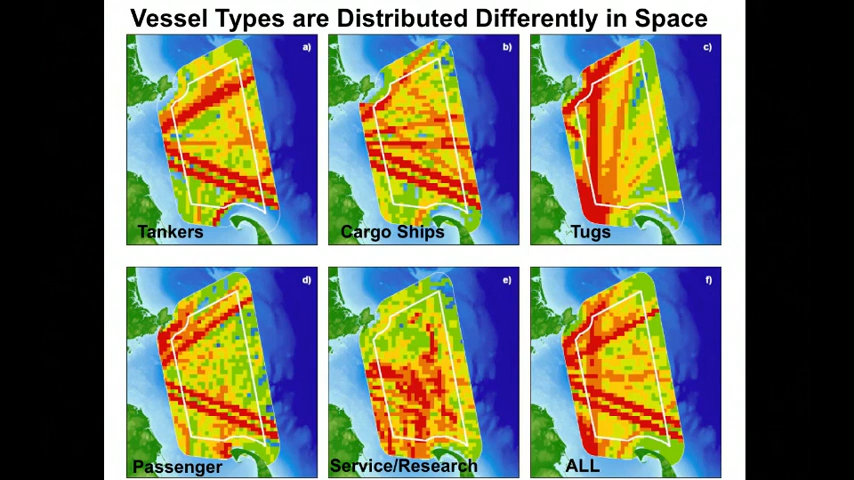 Vessel Types are Distributed Differently in Space
a)
b)
c)
Tankers
Cargo Ships
Tugs
d)
e)
f)
Passenger
Service/Research
ALL